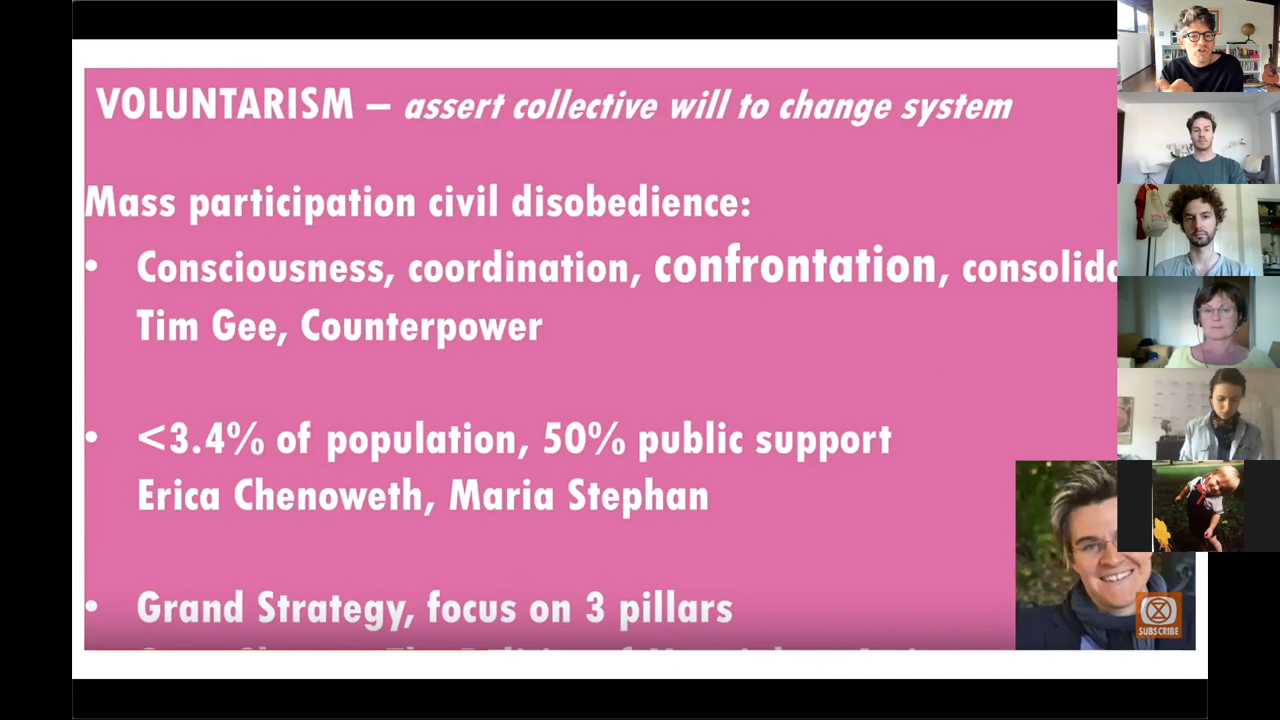 VOLUNTARISM – assert collective will to change system
Mass participation civil disobedience:
• Consciousness, coordination, confrontation,
Tim Gee, Counterpower
• <3.4% of population, 50% public support
Erica Chenoweth, Maria Stephan
• Grand Strategy, focus on 3 pillars
SUBSCRIBE